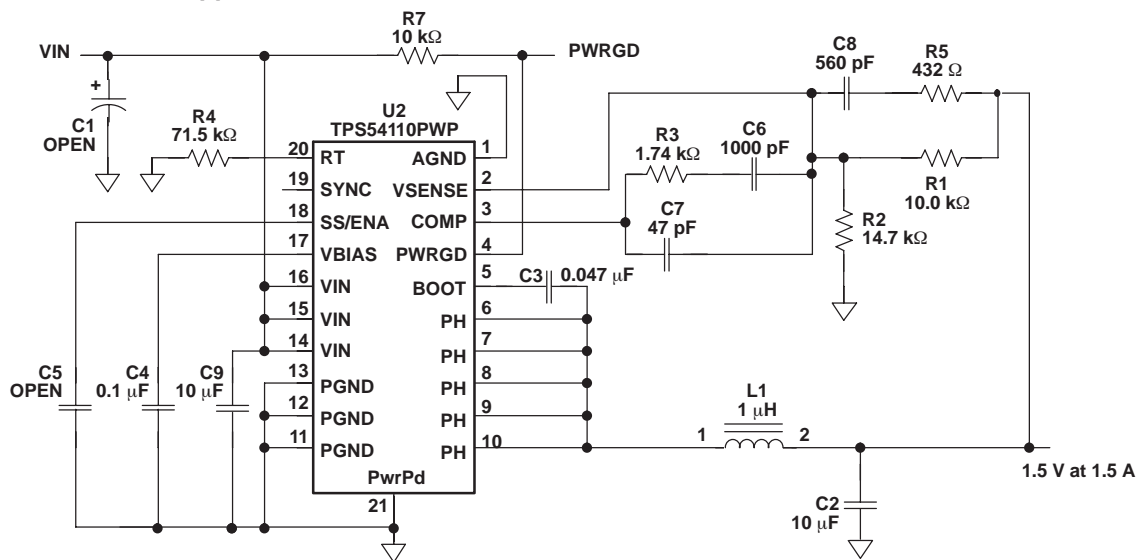 VIN
R7
10 kΩ
PWRGD
C8
560 pF
R5
432 Ω
+
C1
OPEN
R4
71.5 kΩ
U2
TPS54110PWP
R3
1.74 kΩ
C6
1000 pF
R1
10.0 kΩ
R2
14.7 kΩ
C7
47 pF
20 RT AGND 1
19 SYNC VSENSE 2
18 SS/ENA COMP 3
17 VBIAS PWRGD 4
16 VIN BOOT 5
15 VIN PH 6
14 VIN PH 7
13 PGND PH 8
12 PGND PH 9
11 PGND PH 10
PwrPd
21
C3 0.047 μF
C5
OPEN
C4
0.1 μF
C9
10 μF
L1
1 μH
1 2
1.5 V at 1.5 A
C2
10 μF